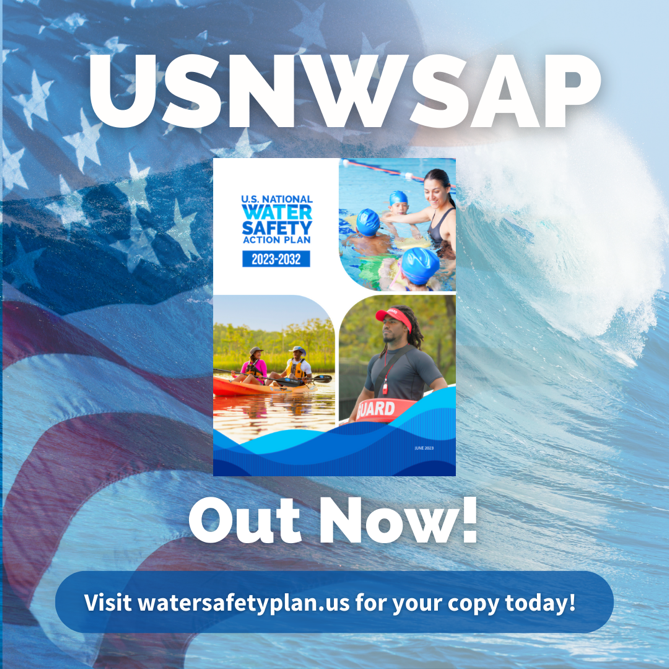 USNWSAP
U.S. NATIONAL
WATER
SAFETY
ACTION PLAN
2023-2032
GUARD
JUNE 2023
Out Now!
Visit watersafetyplan.us for your copy today!